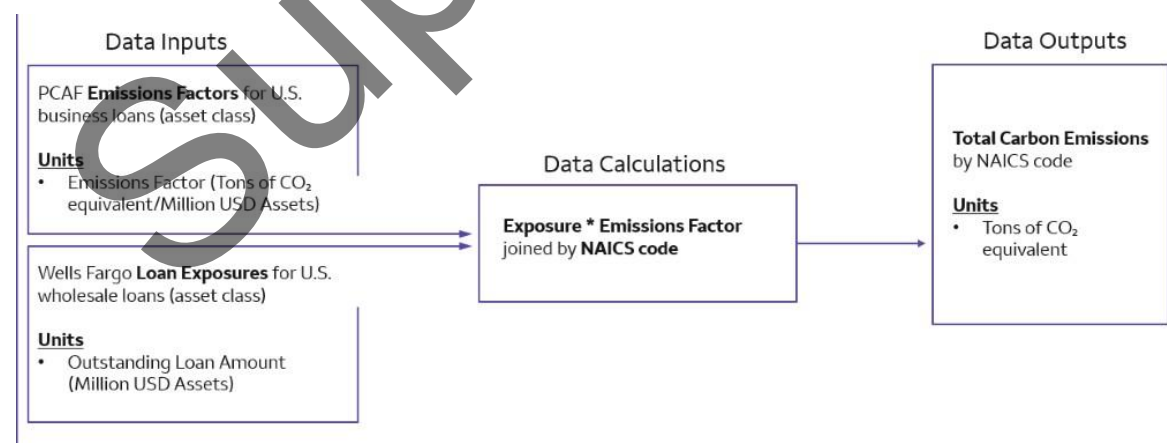 Data Inputs
PCAF Emissions Factors for U.S.
business loans (asset class)
Units
• Emissions Factor (Tons of CO₂
equivalent/Million USD Assets)
Wells Fargo Loan Exposures for U.S.
wholesale loans (asset class)
Units
• Outstanding Loan Amount
(Million USD Assets)
Data Calculations
Exposure * Emissions Factor
joined by NAICS code
Data Outputs
Total Carbon Emissions
by NAICS code
Units
• Tons of CO₂
equivalent
Sup